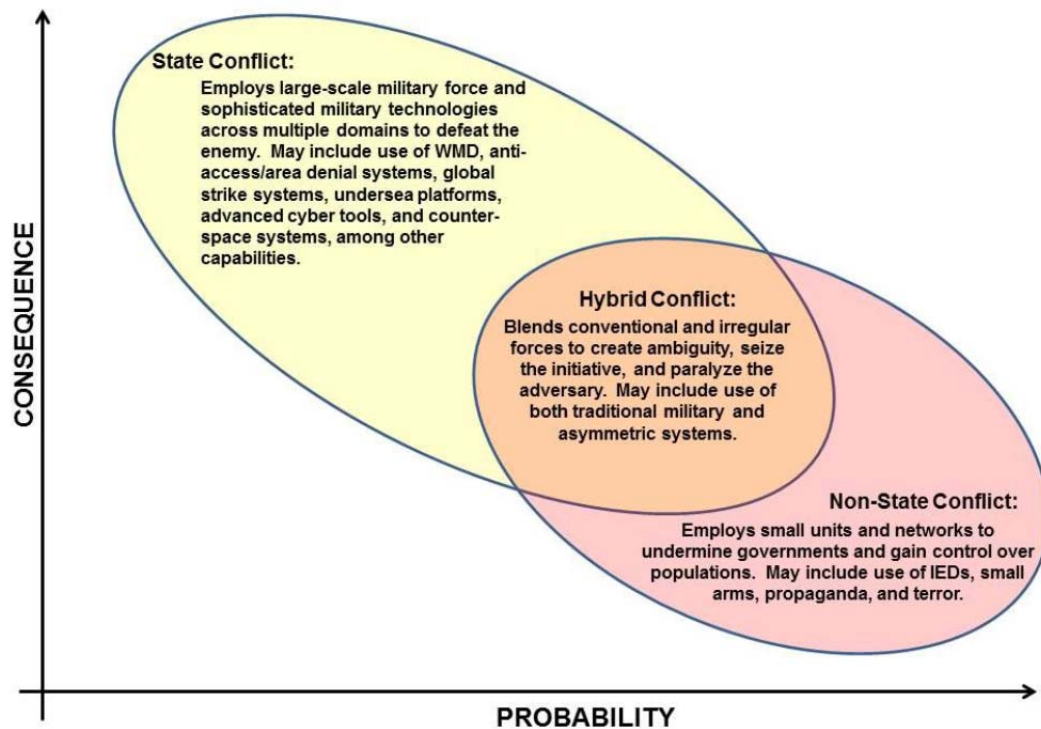 State Conflict:
Employs large-scale military force and
sophisticated military technologies
across multiple domains to defeat the
enemy. May include use of WMD, anti-
access/area denial systems, global
strike systems, undersea platforms,
advanced cyber tools, and counter-
space systems, among other
capabilities.
Hybrid Conflict:
Blends conventional and irregular
forces to create ambiguity, seize
the initiative, and paralyze the
adversary. May include use of
both traditional military and
asymmetric systems.
Non-State Conflict:
Employs small units and networks to
undermine governments and gain control over
populations. May include use of IEDs, small
arms, propaganda, and terror.
CONSEQUENCE
PROBABILITY